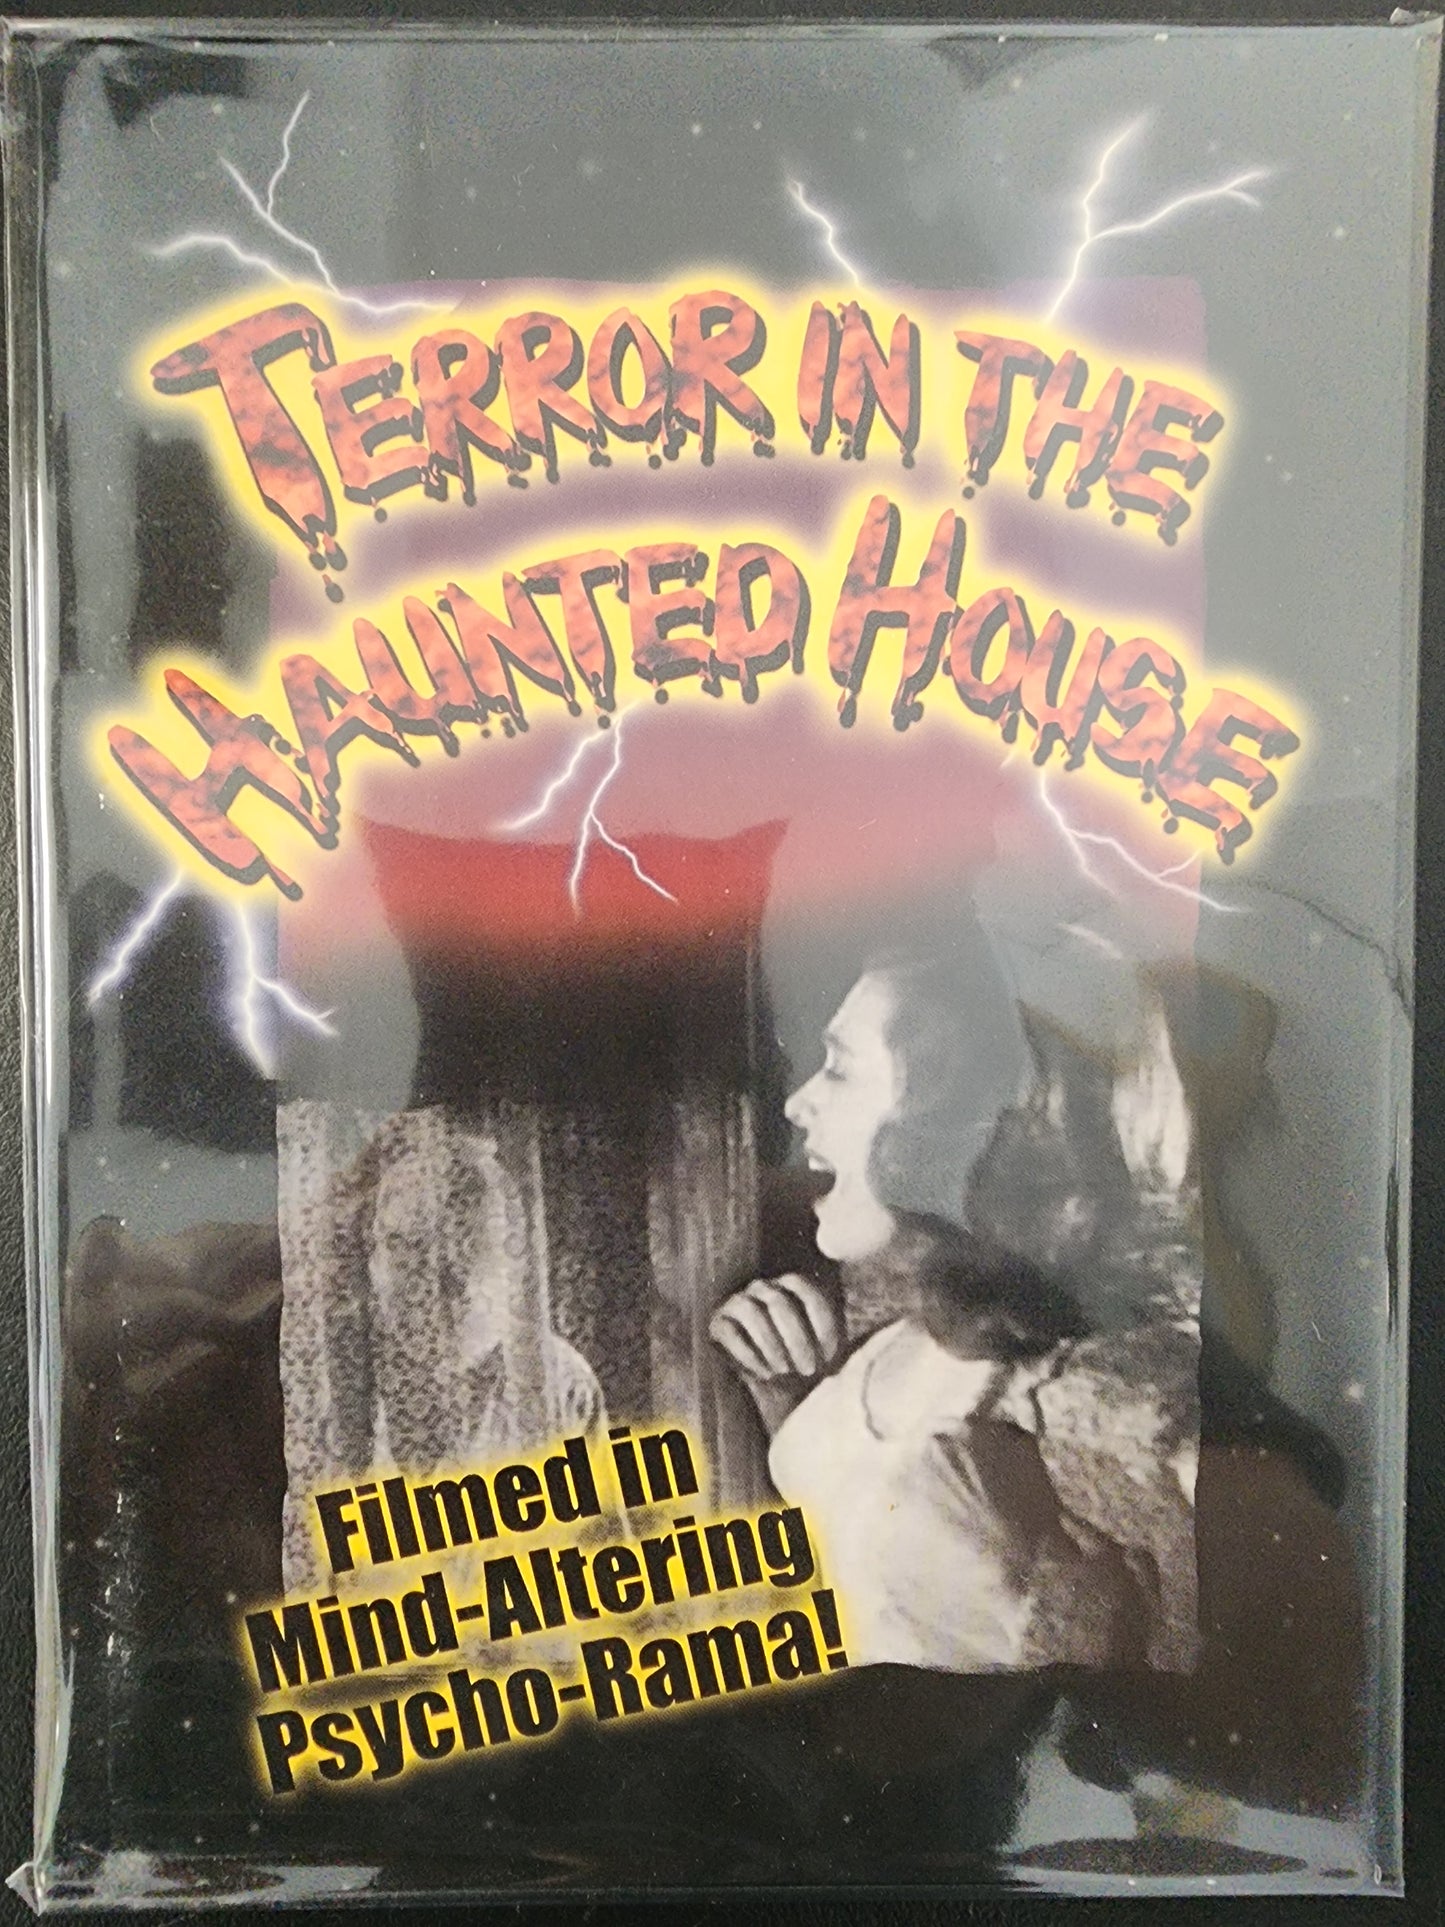 TERROR IN THE
HAUNTED HOUSE
Filmed in
Mind-Altering
Psycho-Rama!